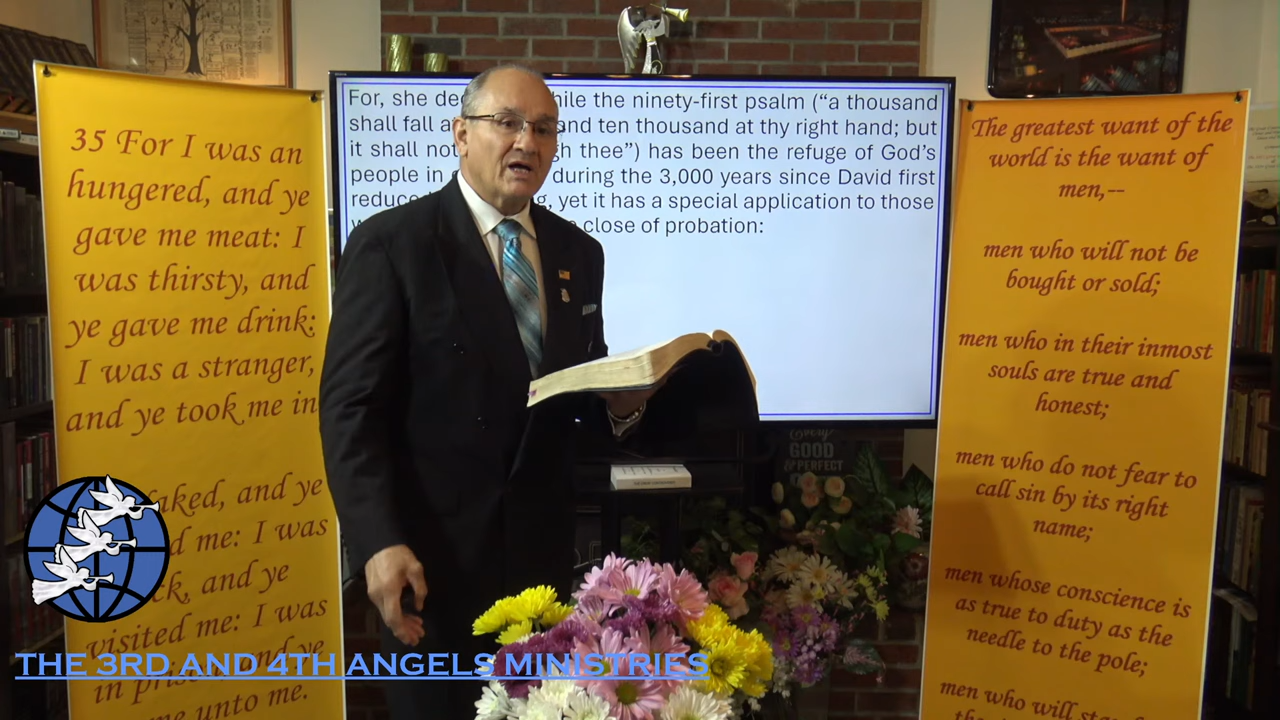 35 For I was an
hungered, and ye
gave me meat: I
was thirsty, and
ye gave me drink:
I was a stranger,
and ye took me in
and ye
me: I was
and ye
visited me: I was
in prison, and ye
unto me.
For, she while the ninety-first psalm (“a thousand
shall fall and ten thousand at thy right hand; but
it shall not thee”) has been the refuge of God’s
people in during the 3,000 years since David first
yet it has a special application to those
close of probation:
The greatest want of the
world is the want of
men,--
men who will not be
bought or sold;
men who in their inmost
souls are true and
honest;
men who do not fear to
call sin by its right
name;
men whose conscience is
as true to duty as the
needle to the pole;
men who will
Every
GOOD
& PERFECT
THE 3RD AND 4TH ANGELS MINISTRIES